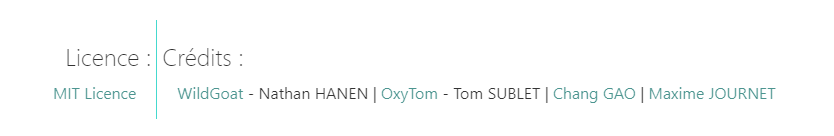 Licence :
MIT Licence
Crédits :
WildGoat - Nathan HANEN | OxyTom - Tom SUBLET | Chang GAO | Maxime JOURNET